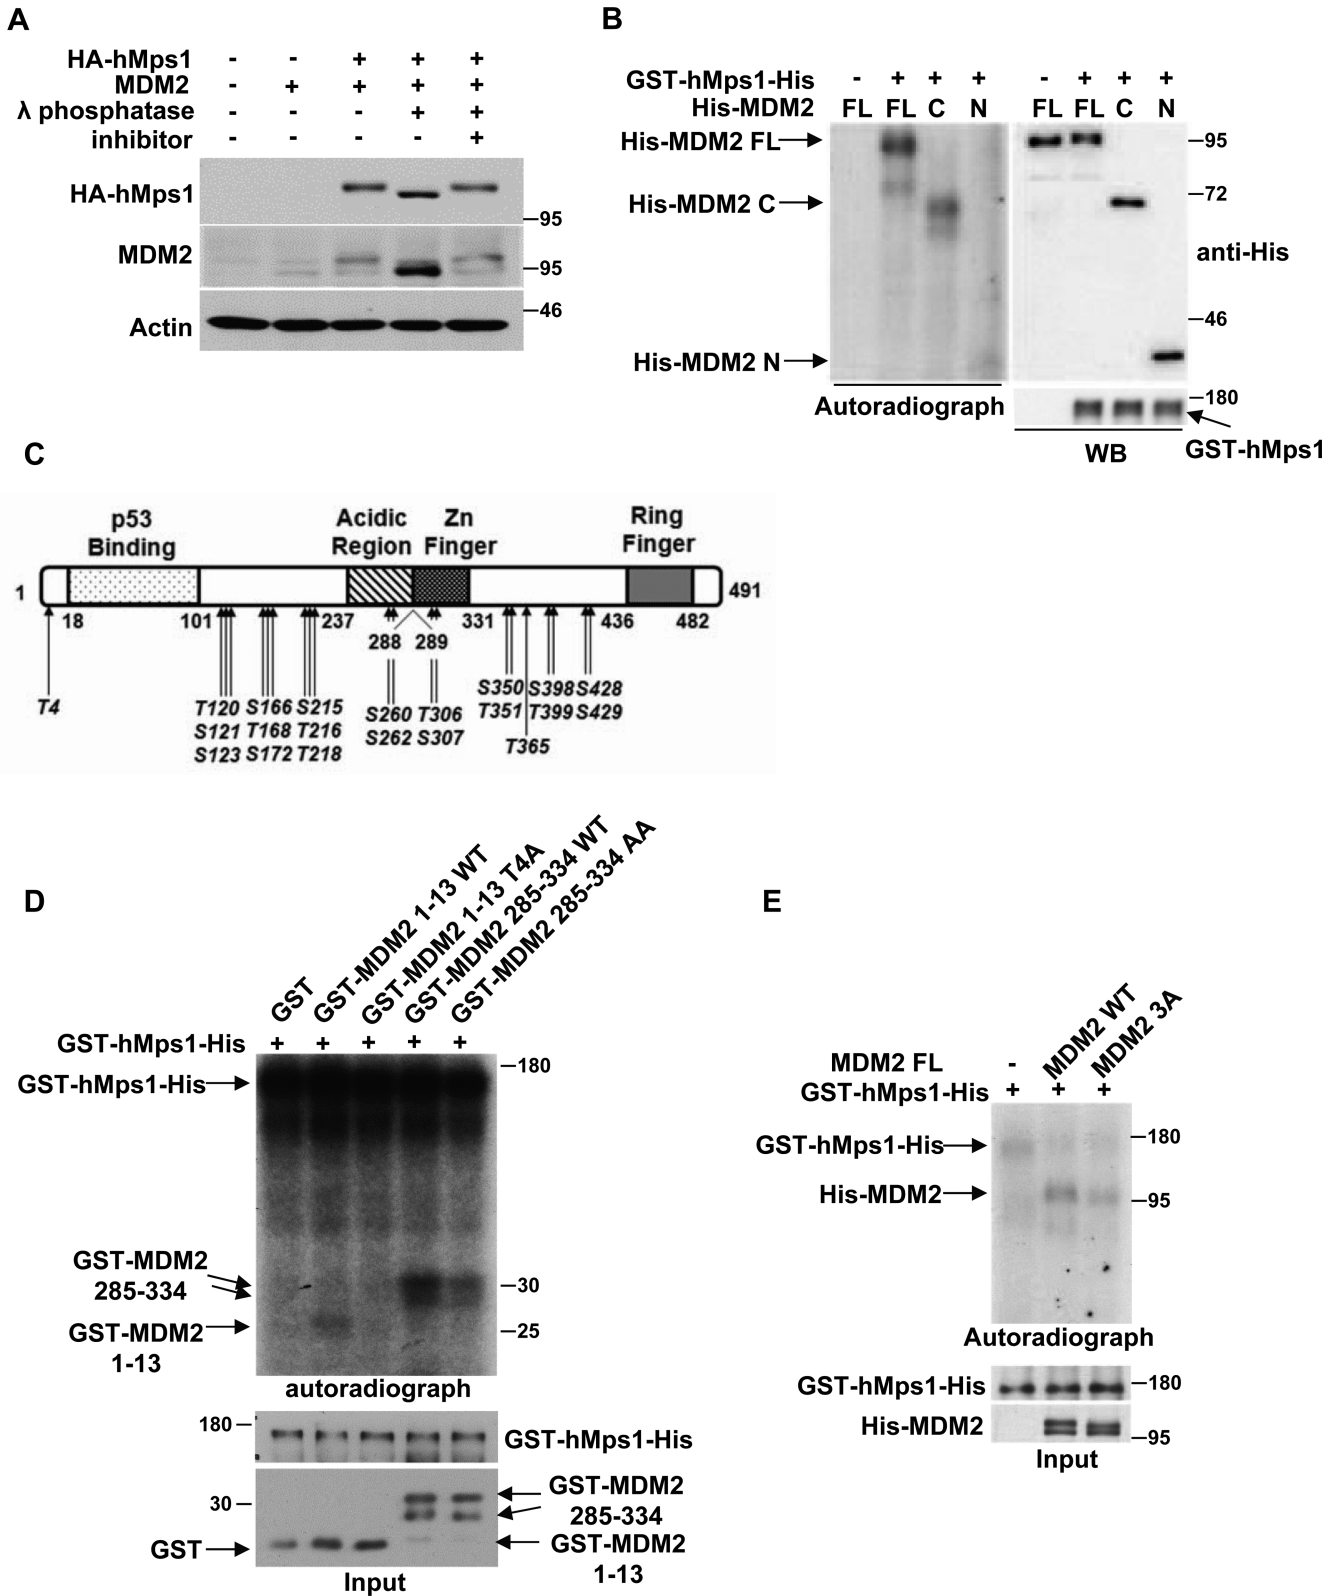 A
HA-hMps1 - - + + +
MDM2 - + + + +
λ phosphatase - - - + +
inhibitor - - - - +
HA-hMps1
95
MDM2
95
46
Actin
B
GST-hMps1-His - + + + - + + +
His-MDM2 FL FL C N FL FL C N
His-MDM2 FL
95
72
His-MDM2 C
anti-His
46
His-MDM2 N
Autoradiograph
180
GST-hMps1
WB
C
p53 Binding
Acidic Region
Zn Finger
Ring Finger
1
491
18 101 237 331 436 482
288 289
T4
T120 S166 S215
S121 T168 T216
S123 S172 T218
S260 T306
S262 S307
S350 S398 S428
T351 T399 S429
T365
D
GST
GST-MDM2 1-13 WT
GST-MDM2 1-13 T4A
GST-MDM2 285-334 WT
GST-MDM2 285-334 AA
GST-hMps1-His + + + + +
180
GST-hMps1-His
GST-MDM2
285-334
30
GST-MDM2
1-13
25
autoradiograph
180
GST-hMps1-His
30
GST-MDM2
285-334
GST
GST-MDM2
1-13
Input
E
MDM2 FL - MDM2 WT MDM2 3A
GST-hMps1-His + + +
GST-hMps1-His
180
His-MDM2
95
Autoradiograph
GST-hMps1-His
180
His-MDM2
95
Input